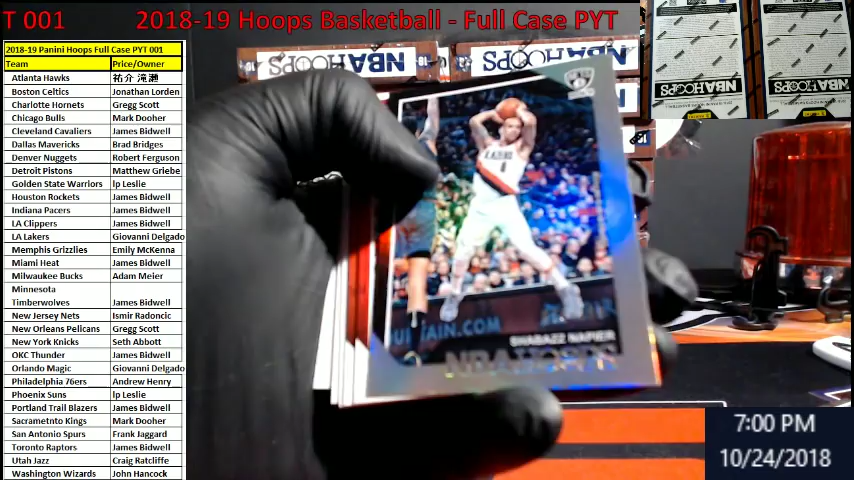 T 001
2018-19 Hoops Basketball - Full Case PYT
2018-19 Panini Hoops Full Case PYT 001
Team Price/Owner
Atlanta Hawks 祐介 滝瀬
Boston Celtics Jonathan Lorden
Charlotte Hornets Gregg Scott
Chicago Bulls Mark Dooher
Cleveland Cavaliers James Bidwell
Dallas Mavericks Brad Bridges
Denver Nuggets Robert Ferguson
Detroit Pistons Matthew Griebe
Golden State Warriors lp Leslie
Houston Rockets James Bidwell
Indiana Pacers James Bidwell
LA Clippers James Bidwell
LA Lakers Giovanni Delgado
Memphis Grizzlies Emily McKenna
Miami Heat James Bidwell
Milwaukee Bucks Adam Meier
Minnesota
Timberwolves James Bidwell
New Jersey Nets Ismir Radoncic
New Orleans Pelicans Gregg Scott
New York Knicks Seth Abbott
OKC Thunder James Bidwell
Orlando Magic Giovanni Delgado
Philadelphia 76ers Andrew Henry
Phoenix Suns lp Leslie
Portland Trail Blazers James Bidwell
Sacrametnto Kings Mark Dooher
San Antonio Spurs Frank Jaggard
Toronto Raptors James Bidwell
Utah Jazz Craig Ratcliffe
Washington Wizards John Hancock
NBA HOOPS
NBA HOOPS
NBA HOOPS
NBA HOOPS
SHABAZZ NAPIER
NBA HOOPS
7:00 PM
10/24/2018